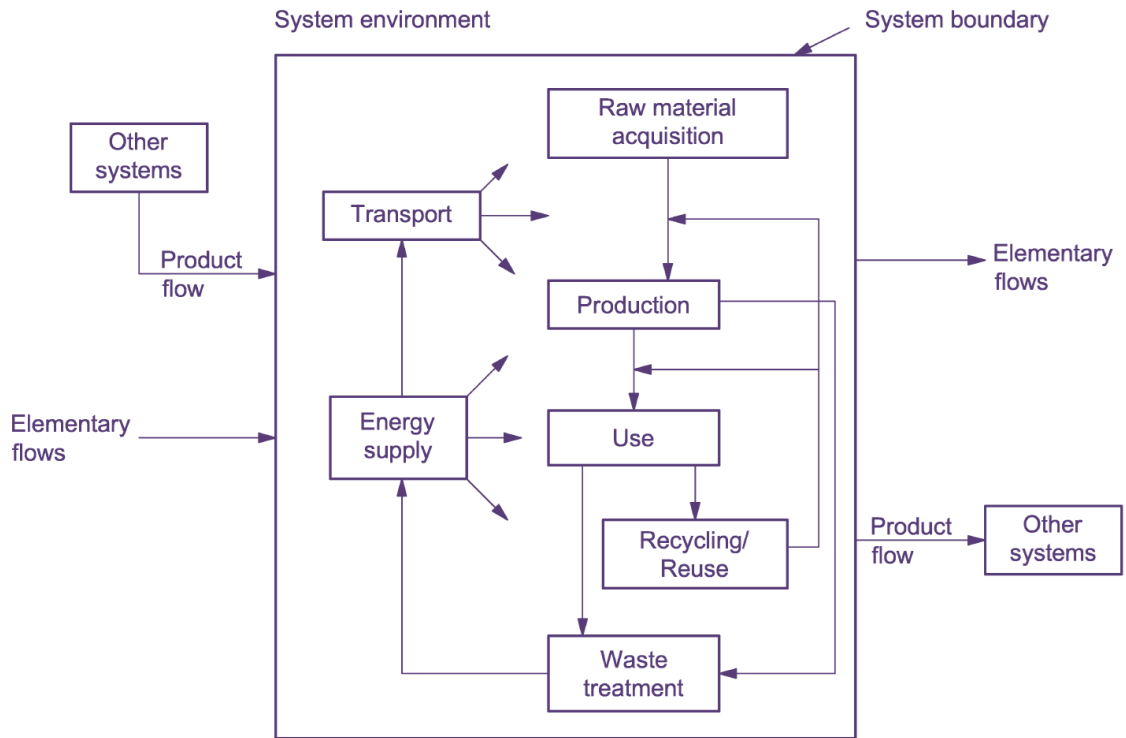 System environment
System boundary
Raw material
acquisition
Other
systems
Transport
Product
flow
Elementary
flows
Production
Elementary
flows
Energy
supply
Use
Product
flow
Other
systems
Recycling/
Reuse
Waste
treatment